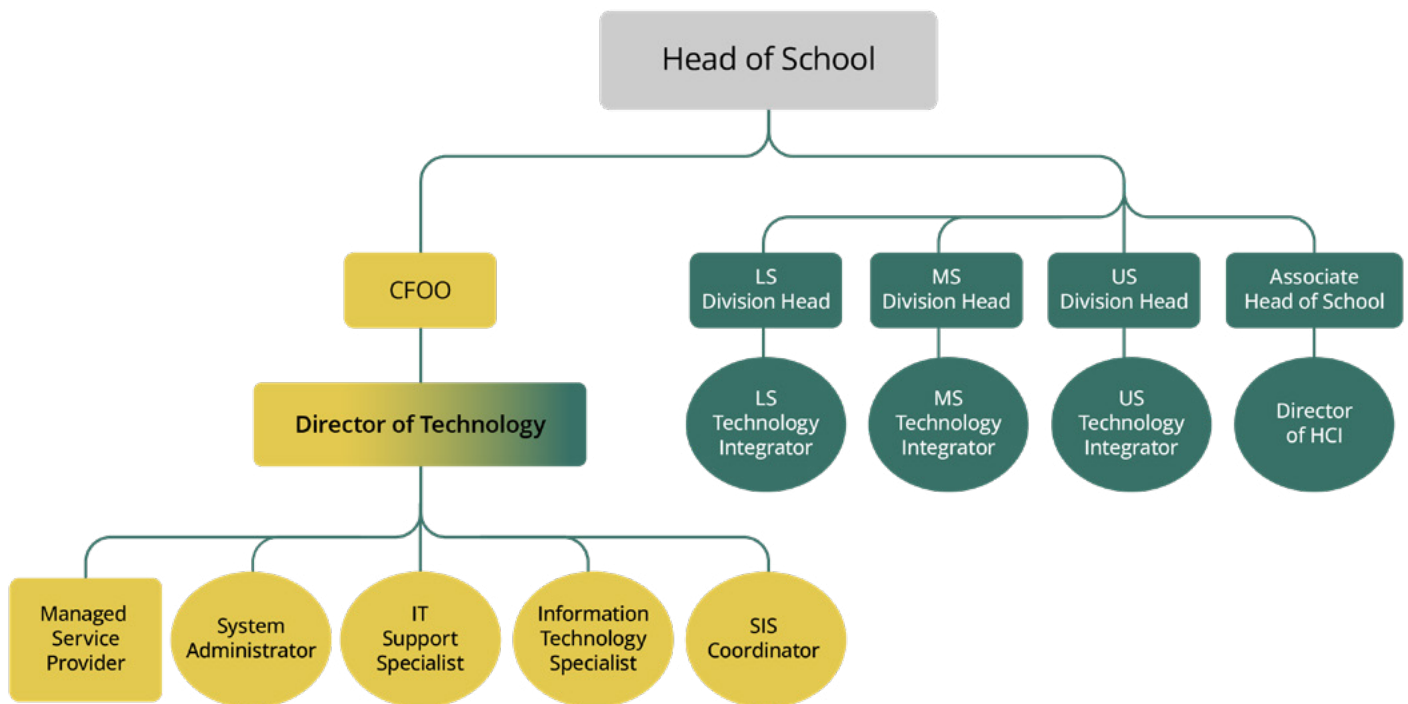 Head of School
CFOO
LS
Division Head
MS
Division Head
US
Division Head
Associate
Head of School
Director of Technology
LS
Technology
Integrator
MS
Technology
Integrator
US
Technology
Integrator
Director
of HCI
Managed
Service
Provider
System
Administrator
IT
Support
Specialist
Information
Technology
Specialist
SIS
Coordinator